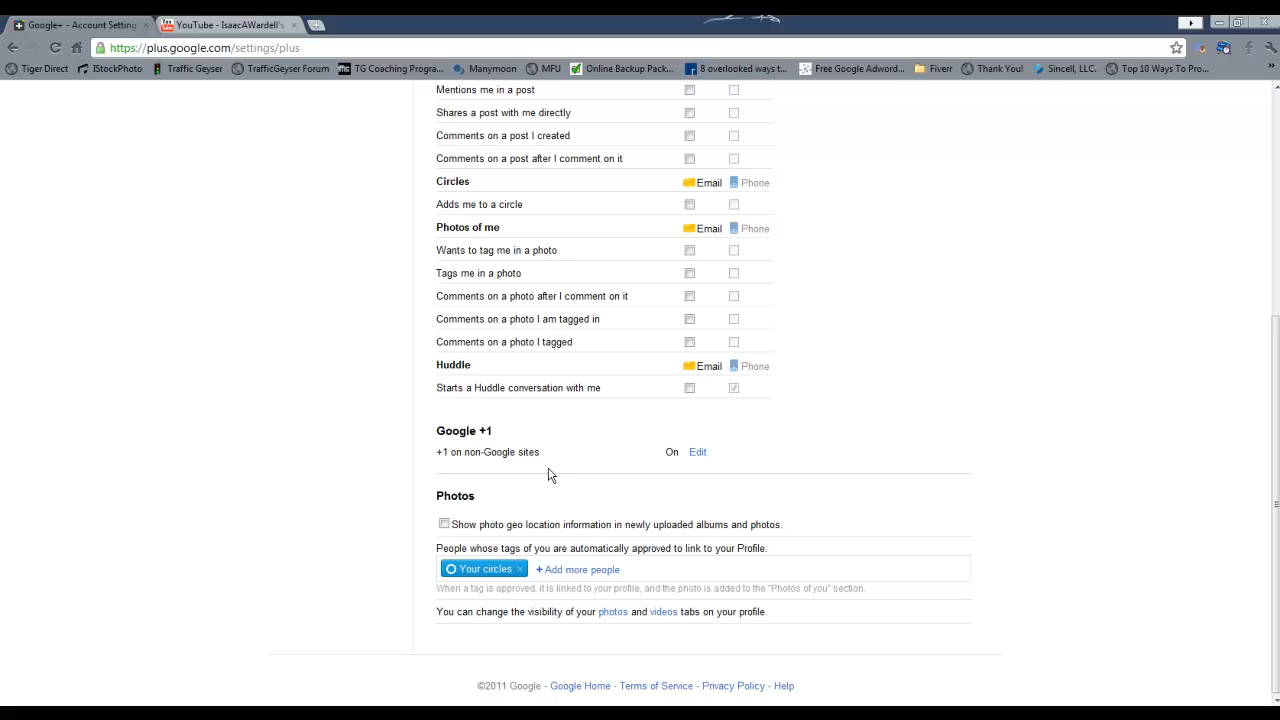 Google+ - Account Setting
YouTube - IsaacAWardell's
https://plus.google.com/settings/plus
Tiger Direct
IStockPhoto
Traffic Geyser
TrafficGeyser Forum
TG Coaching Progra...
Manymoon
MFU
Online Backup Pack...
8 overlooked ways t...
Free Google Adword...
Fiverr
Thank You!
Sincell, LLC.
Top 10 Ways To Pro...
Mentions me in a post
Shares a post with me directly
Comments on a post I created
Comments on a post after I comment on it
Circles Email Phone
Adds me to a circle
Photos of me Email Phone
Wants to tag me in a photo
Tags me in a photo
Comments on a photo after I comment on it
Comments on a photo I am tagged in
Comments on a photo I tagged
Huddle Email Phone
Starts a Huddle conversation with me
Google +1
+1 on non-Google sites On Edit
Photos
Show photo geo location information in newly uploaded albums and photos.
People whose tags of you are automatically approved to link to your Profile:
Your circles × + Add more people
When a tag is approved, it is linked to your profile, and the photo is added to the "Photos of you" section.
You can change the visibility of your photos and videos tabs on your profile.
©2011 Google - Google Home - Terms of Service - Privacy Policy - Help